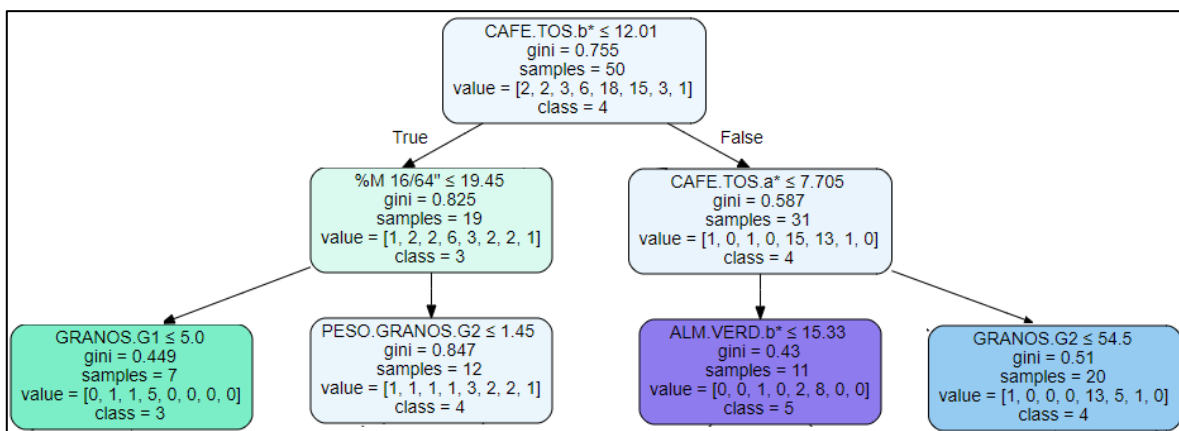 CAFE.TOS.b* ≤ 12.01
gini = 0.755
samples = 50
value = [2, 2, 3, 6, 18, 15, 3, 1]
class = 4
True
False
%M 16/64" ≤ 19.45
gini = 0.825
samples = 19
value = [1, 2, 2, 6, 3, 2, 2, 1]
class = 3
CAFE.TOS.a* ≤ 7.705
gini = 0.587
samples = 31
value = [1, 0, 1, 0, 15, 13, 1, 0]
class = 4
GRANOS.G1 ≤ 5.0
gini = 0.449
samples = 7
value = [0, 1, 1, 5, 0, 0, 0, 0]
class = 3
PESO.GRANOS.G2 ≤ 1.45
gini = 0.847
samples = 12
value = [1, 1, 1, 1, 3, 2, 2, 1]
class = 4
ALM.VERD.b* ≤ 15.33
gini = 0.43
samples = 11
value = [0, 0, 1, 0, 2, 8, 0, 0]
class = 5
GRANOS.G2 ≤ 54.5
gini = 0.51
samples = 20
value = [1, 0, 0, 0, 13, 5, 1, 0]
class = 4